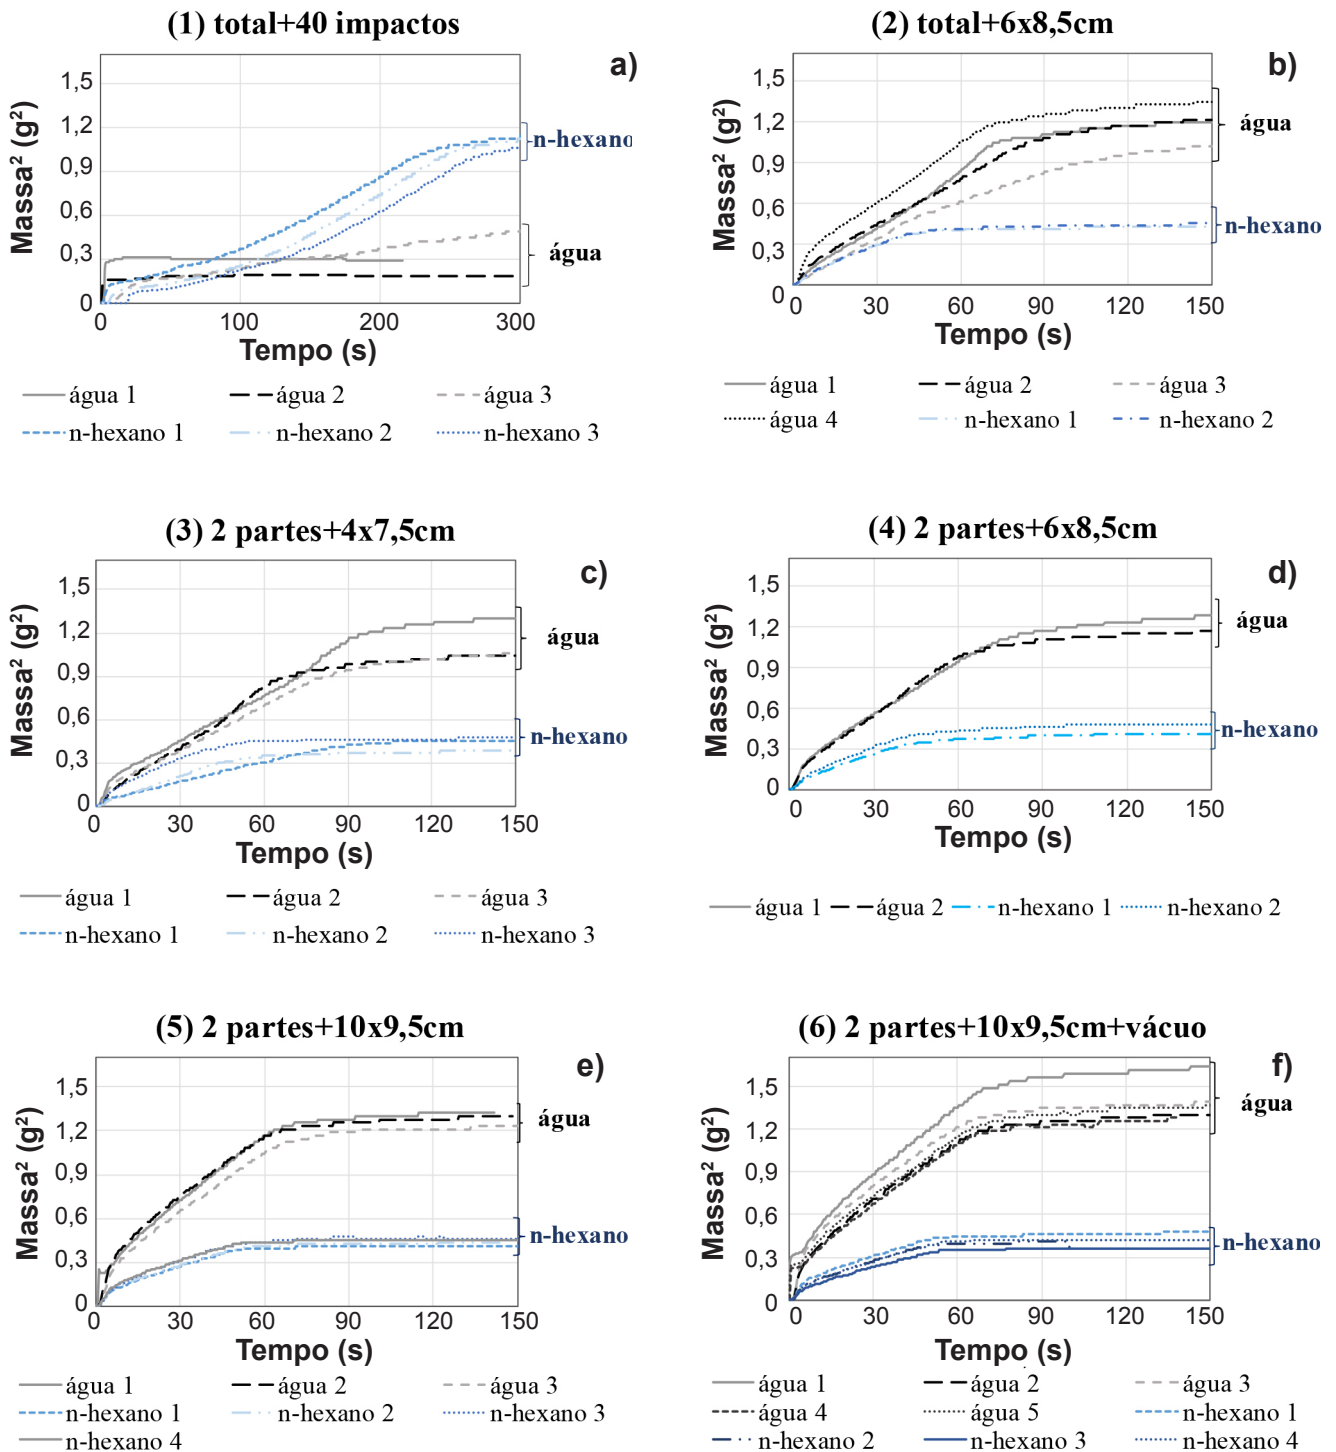 (1) total+40 impactos
a)
Massa² (g²)
1,5
1,2
0,9
0,6
0,3
0
0 100 200 300
Tempo (s)
n-hexano
água
água 1 água 2 água 3
n-hexano 1 n-hexano 2 n-hexano 3
(2) total+6x8,5cm
b)
Massa² (g²)
1,5
1,2
0,9
0,6
0,3
0
0 30 60 90 120 150
Tempo (s)
água
n-hexano
água 1 água 2 água 3
água 4 n-hexano 1 n-hexano 2
(3) 2 partes+4x7,5cm
c)
Massa² (g²)
1,5
1,2
0,9
0,6
0,3
0
0 30 60 90 120 150
Tempo (s)
água
n-hexano
água 1 água 2 água 3
n-hexano 1 n-hexano 2 n-hexano 3
(4) 2 partes+6x8,5cm
d)
Massa² (g²)
1,5
1,2
0,9
0,6
0,3
0
0 30 60 90 120 150
Tempo (s)
água
n-hexano
água 1 água 2 n-hexano 1 n-hexano 2
(5) 2 partes+10x9,5cm
e)
Massa² (g²)
1,5
1,2
0,9
0,6
0,3
0
0 30 60 90 120 150
Tempo (s)
água
n-hexano
água 1 água 2 água 3
n-hexano 1 n-hexano 2 n-hexano 3
n-hexano 4
(6) 2 partes+10x9,5cm+vácuo
f)
Massa² (g²)
1,5
1,2
0,9
0,6
0,3
0
0 30 60 90 120 150
Tempo (s)
água
n-hexano
água 1 água 2 água 3
água 4 água 5 n-hexano 1
n-hexano 2 n-hexano 3 n-hexano 4